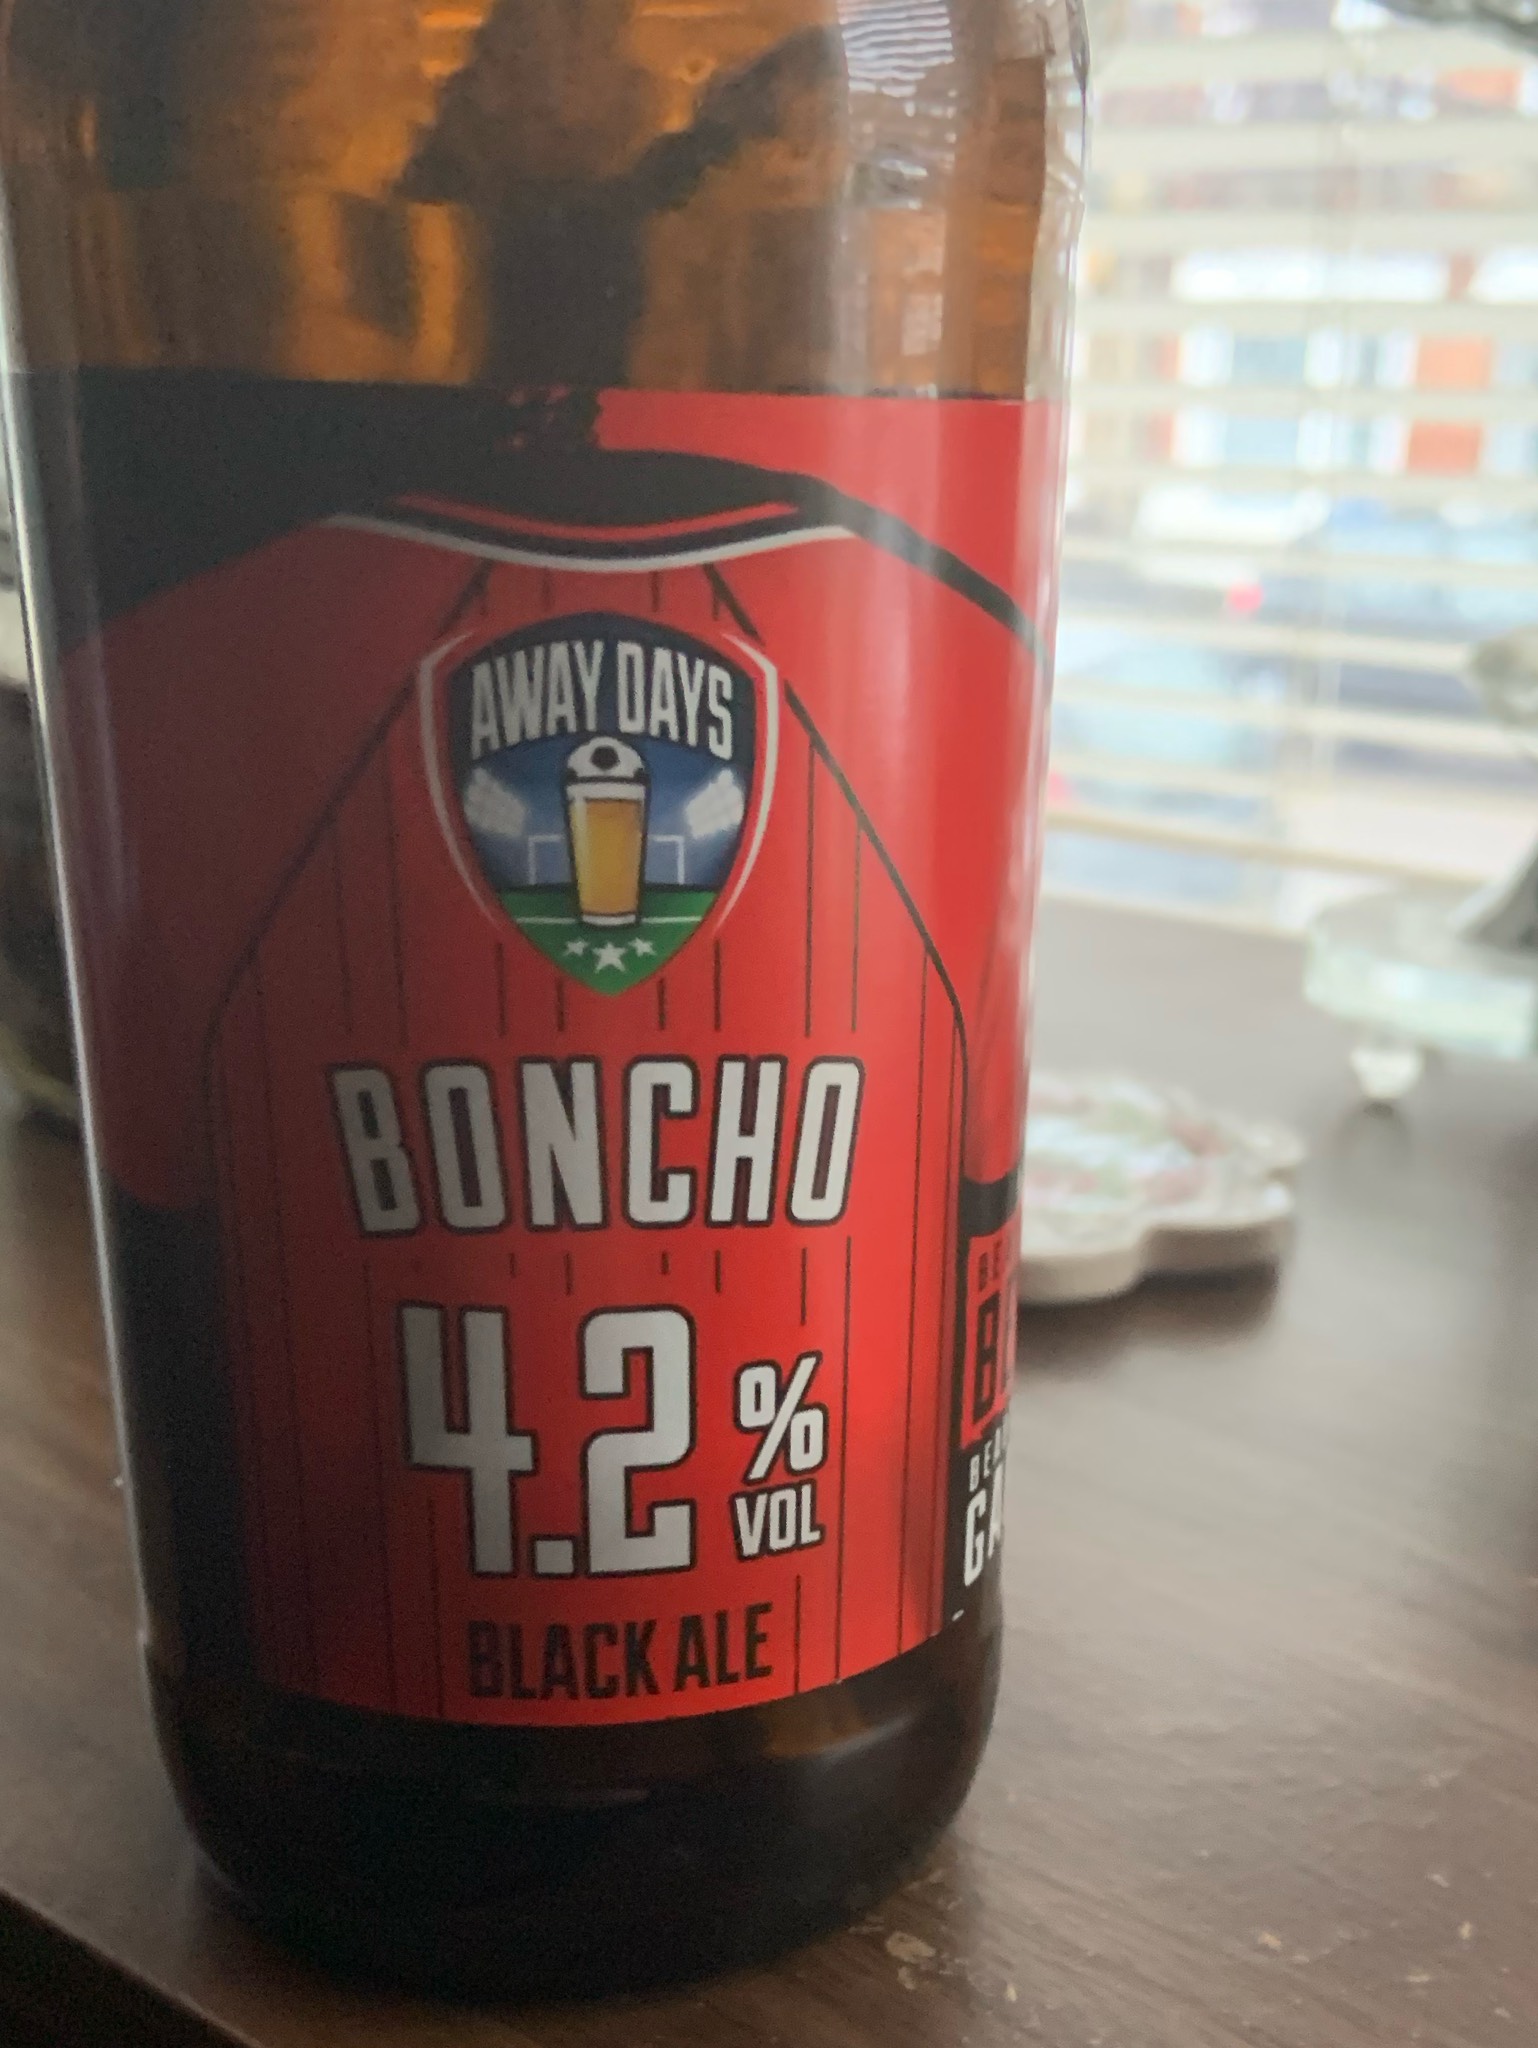 AWAY DAYS
BONCHO
4.2% VOL
BLACK ALE